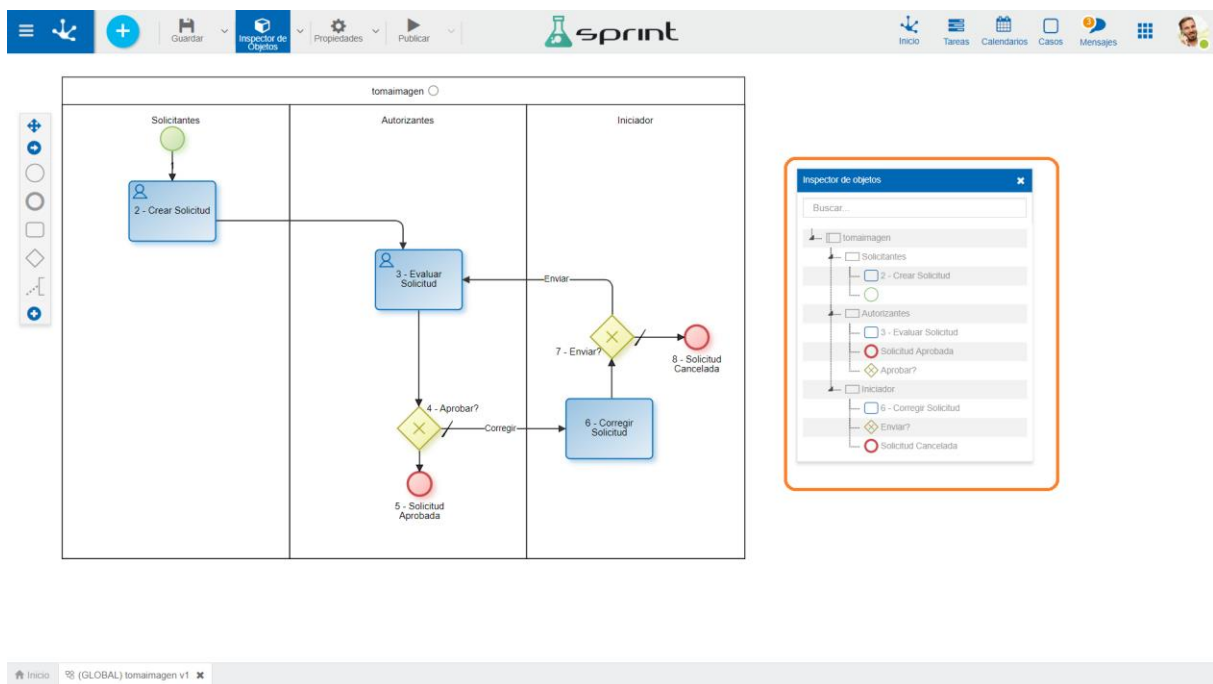 Guardar
Inspector de
Objetos
Propiedades
Publicar
sprint
Inicio
Tareas
Calendarios
Casos
3
Mensajes
tomaimagen
Solicitantes
Autorizantes
Iniciador
2 - Crear Solicitud
3 - Evaluar
Solicitud
Enviar
7 - Enviar?
8 - Solicitud
Cancelada
4 - Aprobar?
Corregir
6 - Corregir
Solicitud
5 - Solicitud
Aprobada
Inspector de objetos
Buscar...
tomaimagen
Solicitantes
2 - Crear Solicitud
Autorizantes
3 - Evaluar Solicitud
Solicitud Aprobada
Aprobar?
Iniciador
6 - Corregir Solicitud
Enviar?
Solicitud Cancelada
Inicio
(GLOBAL) tomaimagen v1